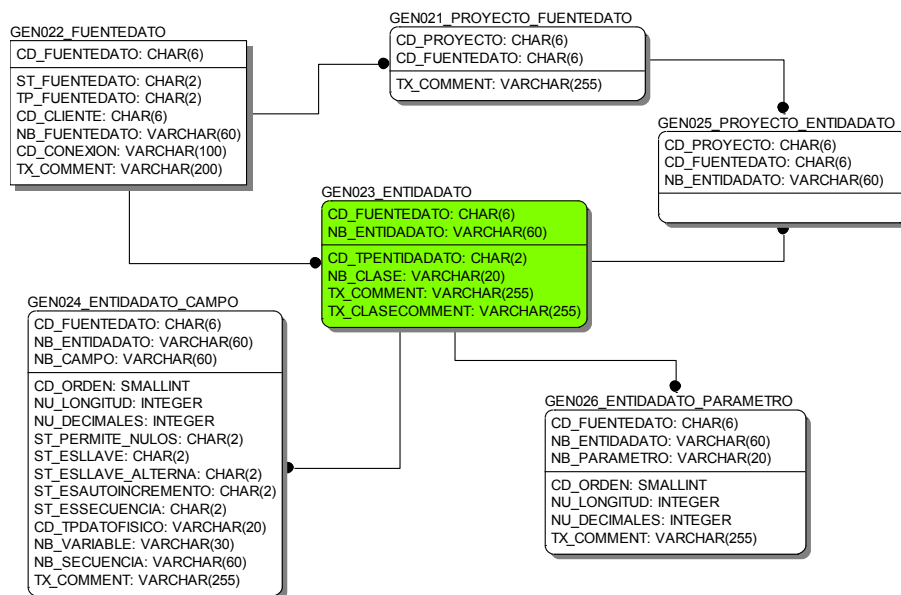 GEN022_FUENTEDATO
CD_FUENTEDATO: CHAR(6)
ST_FUENTEDATO: CHAR(2)
TP_FUENTEDATO: CHAR(2)
CD_CLIENTE: CHAR(6)
NB_FUENTEDATO: VARCHAR(60)
CD_CONEXION: VARCHAR(100)
TX_COMMENT: VARCHAR(200)
GEN021_PROYECTO_FUENTEDATO
CD_PROYECTO: CHAR(6)
CD_FUENTEDATO: CHAR(6)
TX_COMMENT: VARCHAR(255)
GEN025_PROYECTO_ENTIDADATO
CD_PROYECTO: CHAR(6)
CD_FUENTEDATO: CHAR(6)
NB_ENTIDADATO: VARCHAR(60)
GEN023_ENTIDADATO
CD_FUENTEDATO: CHAR(6)
NB_ENTIDADATO: VARCHAR(60)
CD_TPENTIDADATO: CHAR(2)
NB_CLASE: VARCHAR(20)
TX_COMMENT: VARCHAR(255)
TX_CLASECOMMENT: VARCHAR(255)
GEN024_ENTIDADATO_CAMPO
CD_FUENTEDATO: CHAR(6)
NB_ENTIDADATO: VARCHAR(60)
NB_CAMPO: VARCHAR(60)
CD_ORDEN: SMALLINT
NU_LONGITUD: INTEGER
NU_DECIMALES: INTEGER
ST_PERMITE_NULOS: CHAR(2)
ST_ESLLAVE: CHAR(2)
ST_ESLLAVE_ALTERNA: CHAR(2)
ST_ESAUTOINCREMENTO: CHAR(2)
ST_ESSECUENCIA: CHAR(2)
CD_TPDATOFISICO: VARCHAR(20)
NB_VARIABLE: VARCHAR(30)
NB_SECUENCIA: VARCHAR(60)
TX_COMMENT: VARCHAR(255)
GEN026_ENTIDADATO_PARAMETRO
CD_FUENTEDATO: CHAR(6)
NB_ENTIDADATO: VARCHAR(60)
NB_PARAMETRO: VARCHAR(20)
CD_ORDEN: SMALLINT
NU_LONGITUD: INTEGER
NU_DECIMALES: INTEGER
TX_COMMENT: VARCHAR(255)